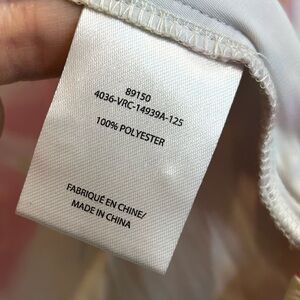 89150
4036-VRC-14939A-125
100% POLYESTER
FABRIQUÉ EN CHINE/
MADE IN CHINA